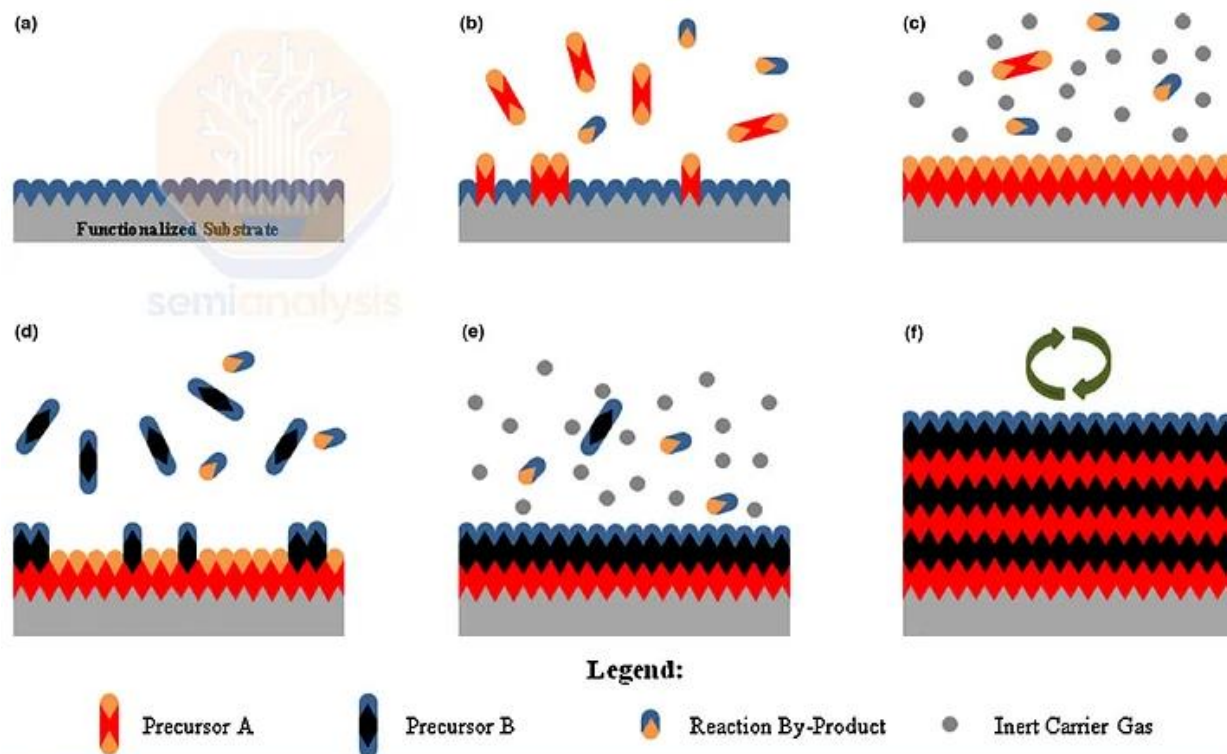 (a)
(b)
(c)
Functionalized Substrate
semianalysis
(d)
(e)
(f)
Legend:
Precursor A
Precursor B
Reaction By-Product
Inert Carrier Gas